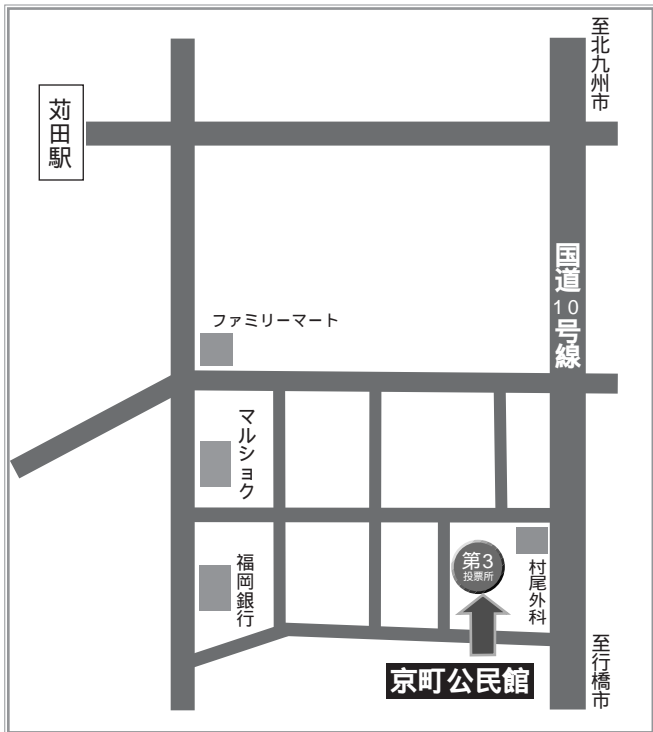 至北九州市
苅田駅
国道10号線
ファミリーマート
マルショク
福岡銀行
第3
投票所
村尾外科
京町公民館
至行橋市